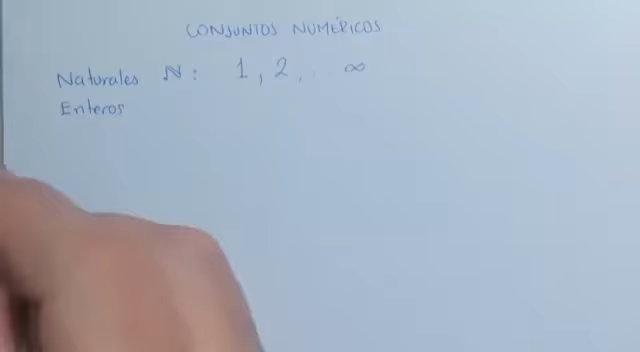 CONJUNTOS NUMÉRICOS
Naturales N: 1, 2, .. ∞
Enteros